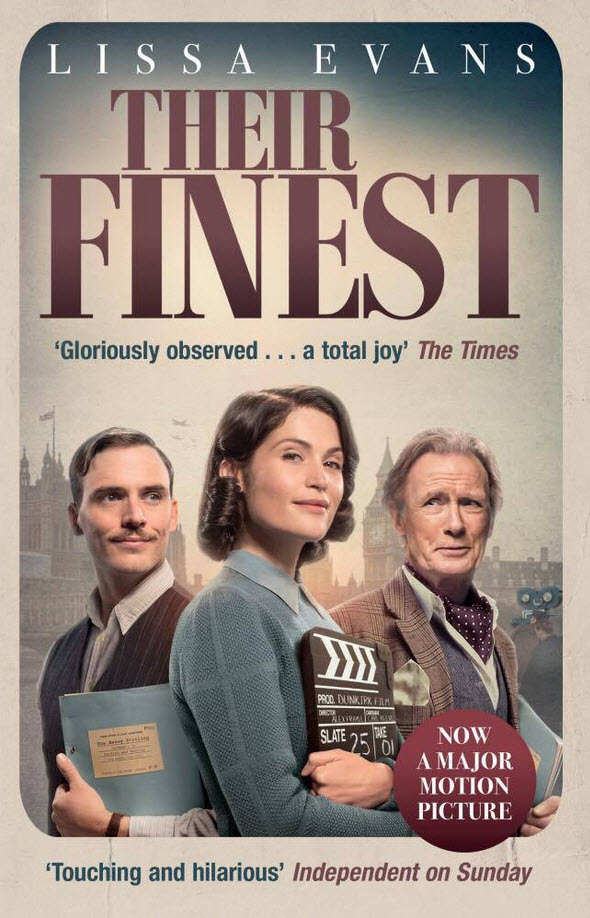 LISSA EVANS
THEIR
FINEST
‘Gloriously observed . . . a total joy’ The Times
PROD. DUNKIRK FILM
DIRECTOR
SLATE 25 TAKE 01
NOW
A MAJOR
MOTION
PICTURE
‘Touching and hilarious’ Independent on Sunday